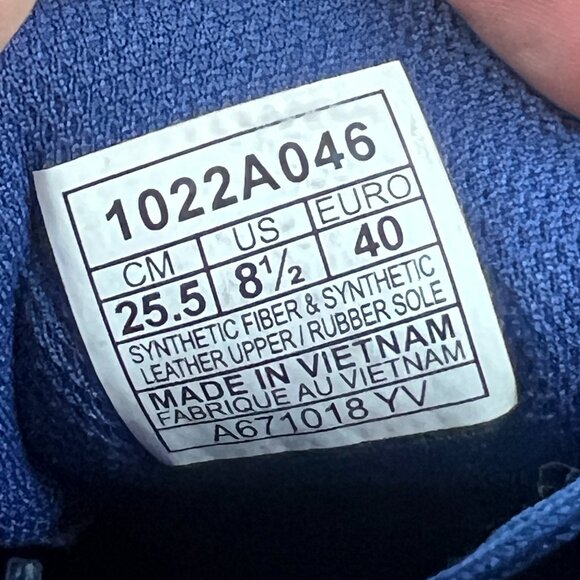 1022A046
CM US EURO
25.5 8½ 40
SYNTHETIC FIBER & SYNTHETIC
LEATHER UPPER / RUBBER SOLE
MADE IN VIETNAM
FABRIQUE AU VIETNAM
A671018 YV